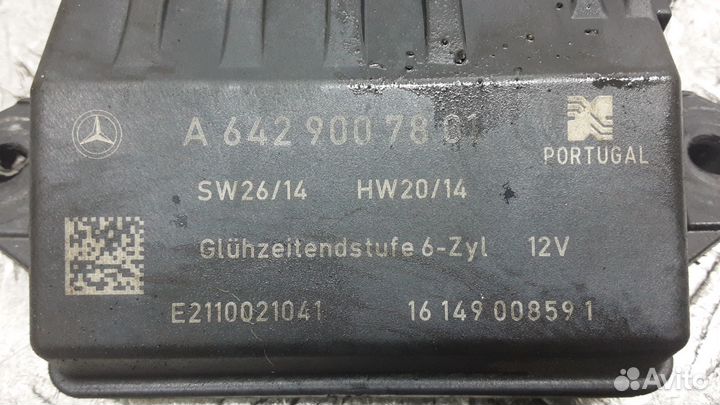 A 642 900 78 01
PORTUGAL
SW26/14 HW20/14
Glühzeitendstufe 6-Zyl 12V
E2110021041 16 149 00859 1
Avito